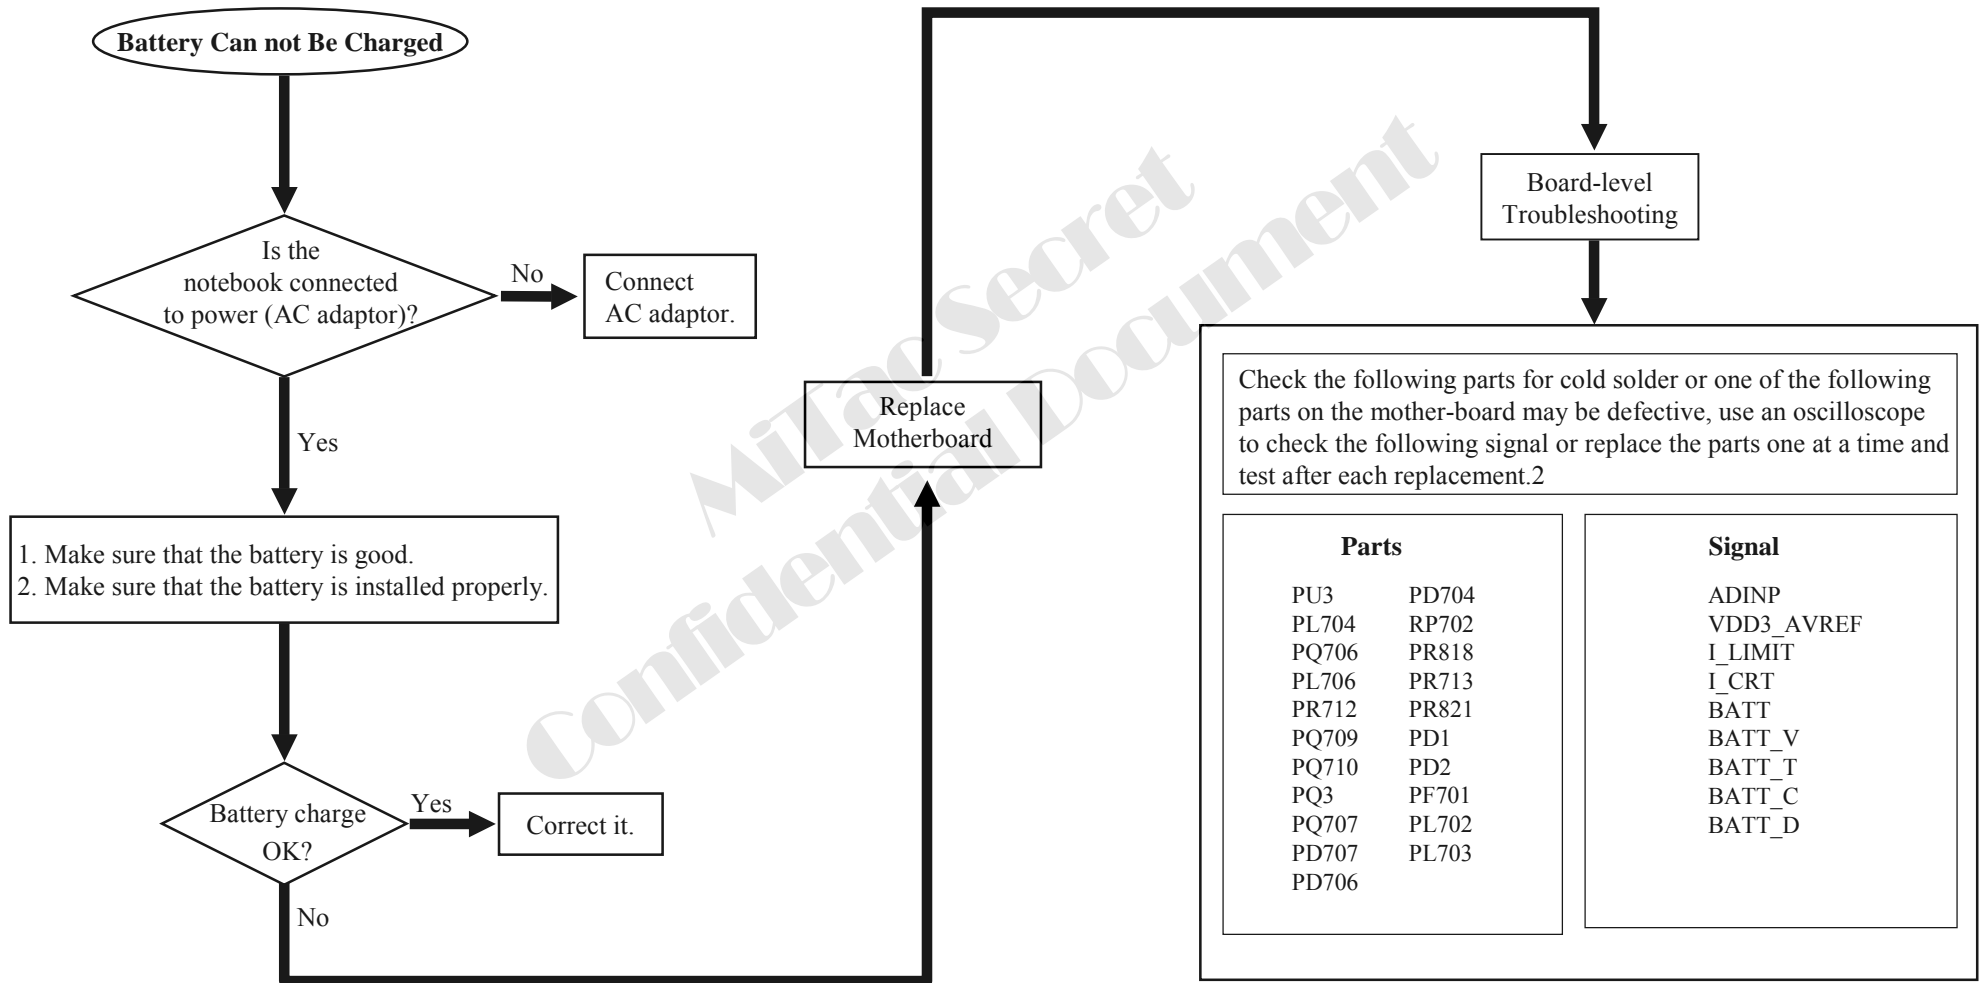 Battery Can not Be Charged
Is the
notebook connected
to power (AC adaptor)?
No
Connect
AC adaptor.
Yes
1. Make sure that the battery is good.
2. Make sure that the battery is installed properly.
Battery charge
OK?
Yes
Correct it.
No
Replace
Motherboard
Board-level
Troubleshooting
Check the following parts for cold solder or one of the following
parts on the mother-board may be defective, use an oscilloscope
to check the following signal or replace the parts one at a time and
test after each replacement.2
Parts
PU3
PL704
PQ706
PL706
PR712
PQ709
PQ710
PQ3
PQ707
PD707
PD706
PD704
RP702
PR818
PR713
PR821
PD1
PD2
PF701
PL702
PL703
Signal
ADINP
VDD3_AVREF
I_LIMIT
I_CRT
BATT
BATT_V
BATT_T
BATT_C
BATT_D
MiTac Secret
Confidential Document